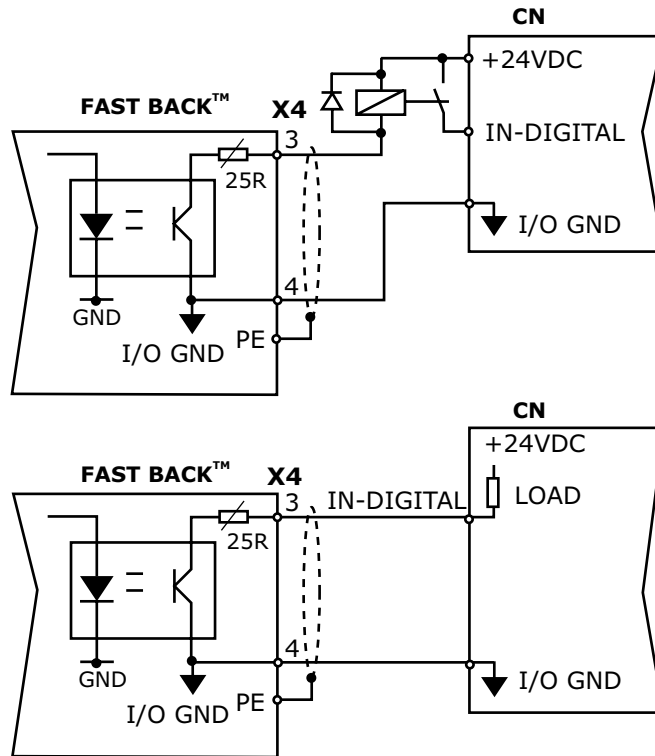 CN
+24VDC
FAST BACK™ X4
3
IN-DIGITAL
25R
I/O GND
4
GND
I/O GND
PE
CN
+24VDC
FAST BACK™ X4
3
IN-DIGITAL
LOAD
25R
4
GND
I/O GND
I/O GND
PE